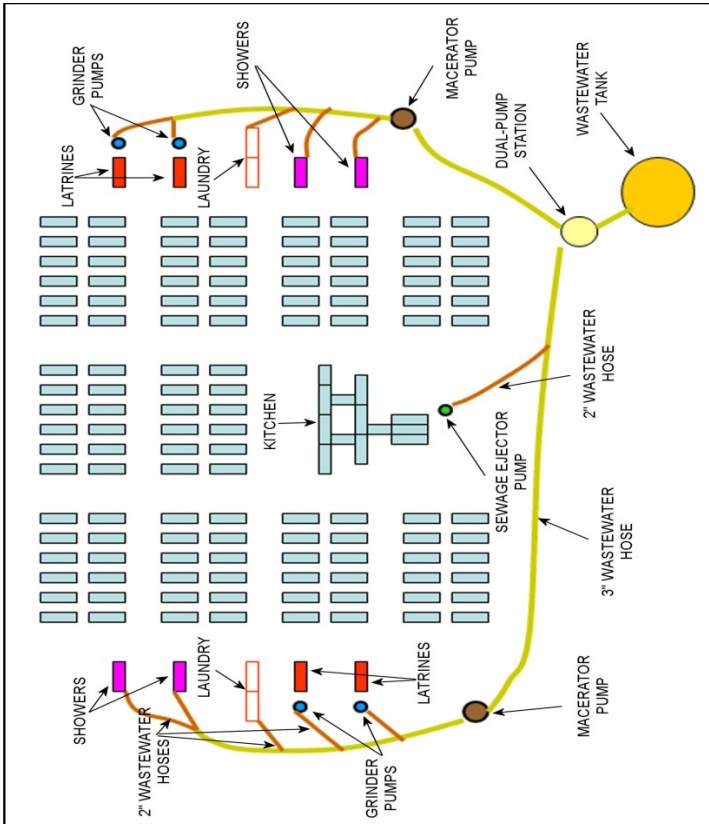 SHOWERS
LATRINES
GRINDER
PUMPS
2" WASTEWATER
HOSES
LAUNDRY
LAUNDRY
SHOWERS
KITCHEN
GRINDER
PUMPS
LATRINES
MACERATOR
PUMP
SEWAGE EJECTOR
PUMP
DUAL-PUMP
STATION
MACERATOR
PUMP
3" WASTEWATER
HOSE
2" WASTEWATER
HOSE
WASTEWATER
TANK